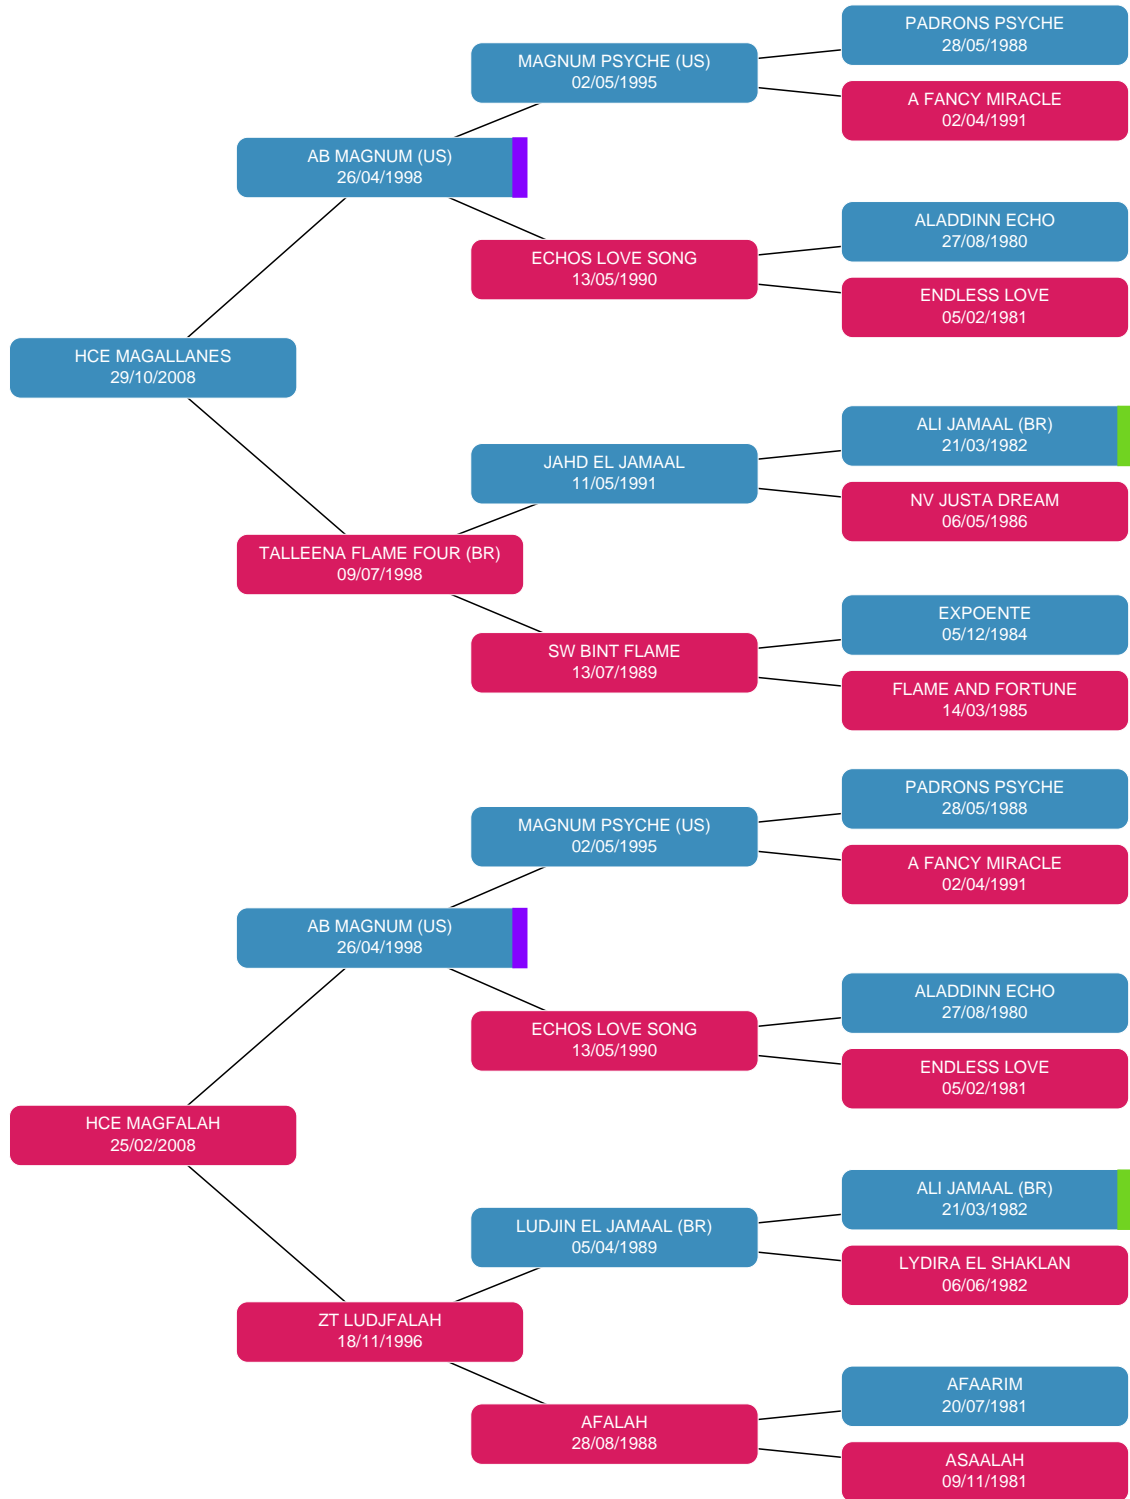 PADRONS PSYCHE
28/05/1988
MAGNUM PSYCHE (US)
02/05/1995
A FANCY MIRACLE
02/04/1991
AB MAGNUM (US)
26/04/1998
ALADDINN ECHO
27/08/1980
ECHOS LOVE SONG
13/05/1990
ENDLESS LOVE
05/02/1981
HCE MAGALLANES
29/10/2008
ALI JAMAAL (BR)
21/03/1982
JAHD EL JAMAAL
11/05/1991
NV JUSTA DREAM
06/05/1986
TALLEENA FLAME FOUR (BR)
09/07/1998
EXPOENTE
05/12/1984
SW BINT FLAME
13/07/1989
FLAME AND FORTUNE
14/03/1985
PADRONS PSYCHE
28/05/1988
MAGNUM PSYCHE (US)
02/05/1995
A FANCY MIRACLE
02/04/1991
AB MAGNUM (US)
26/04/1998
ALADDINN ECHO
27/08/1980
ECHOS LOVE SONG
13/05/1990
ENDLESS LOVE
05/02/1981
HCE MAGFALAH
25/02/2008
ALI JAMAAL (BR)
21/03/1982
LUDJIN EL JAMAAL (BR)
05/04/1989
LYDIRA EL SHAKLAN
06/06/1982
ZT LUDJFALAH
18/11/1996
AFAARIM
20/07/1981
AFALAH
28/08/1988
ASAALAH
09/11/1981